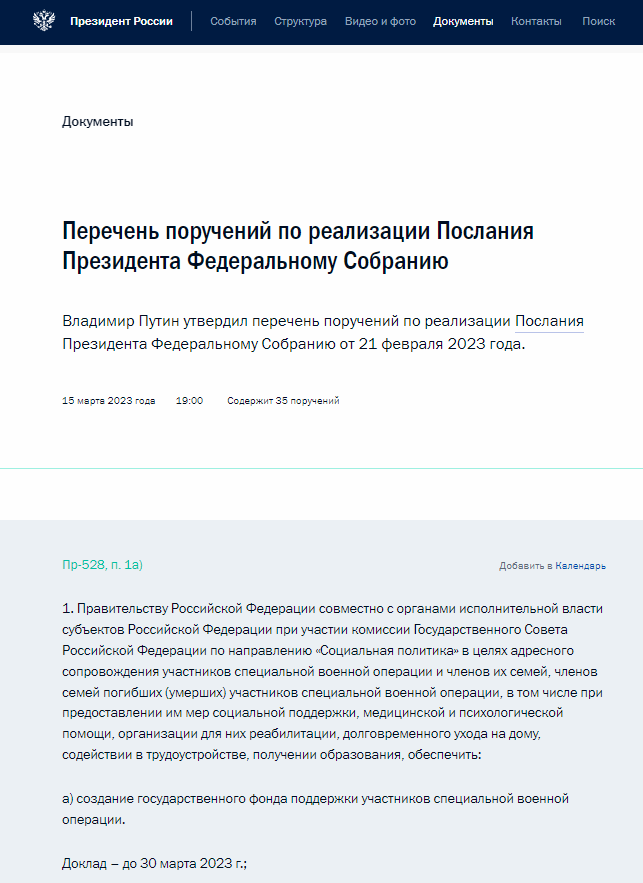 Президент России События Структура Видео и фото Документы Контакты Поиск
Документы
Перечень поручений по реализации Послания
Президента Федеральному Собранию
Владимир Путин утвердил перечень поручений по реализации Послания
Президента Федеральному Собранию от 21 февраля 2023 года.
15 марта 2023 года 19:00 Содержит 35 поручений
Пр-528, п. 1а) Добавить в Календарь
1. Правительству Российской Федерации совместно с органами исполнительной власти
субъектов Российской Федерации при участии комиссии Государственного Совета
Российской Федерации по направлению «Социальная политика» в целях адресного
сопровождения участников специальной военной операции и членов их семей, членов
семей погибших (умерших) участников специальной военной операции, в том числе при
предоставлении им мер социальной поддержки, медицинской и психологической
помощи, организации для них реабилитации, долговременного ухода на дому,
содействии в трудоустройстве, получении образования, обеспечить:
а) создание государственного фонда поддержки участников специальной военной
операции.
Доклад – до 30 марта 2023 г.;